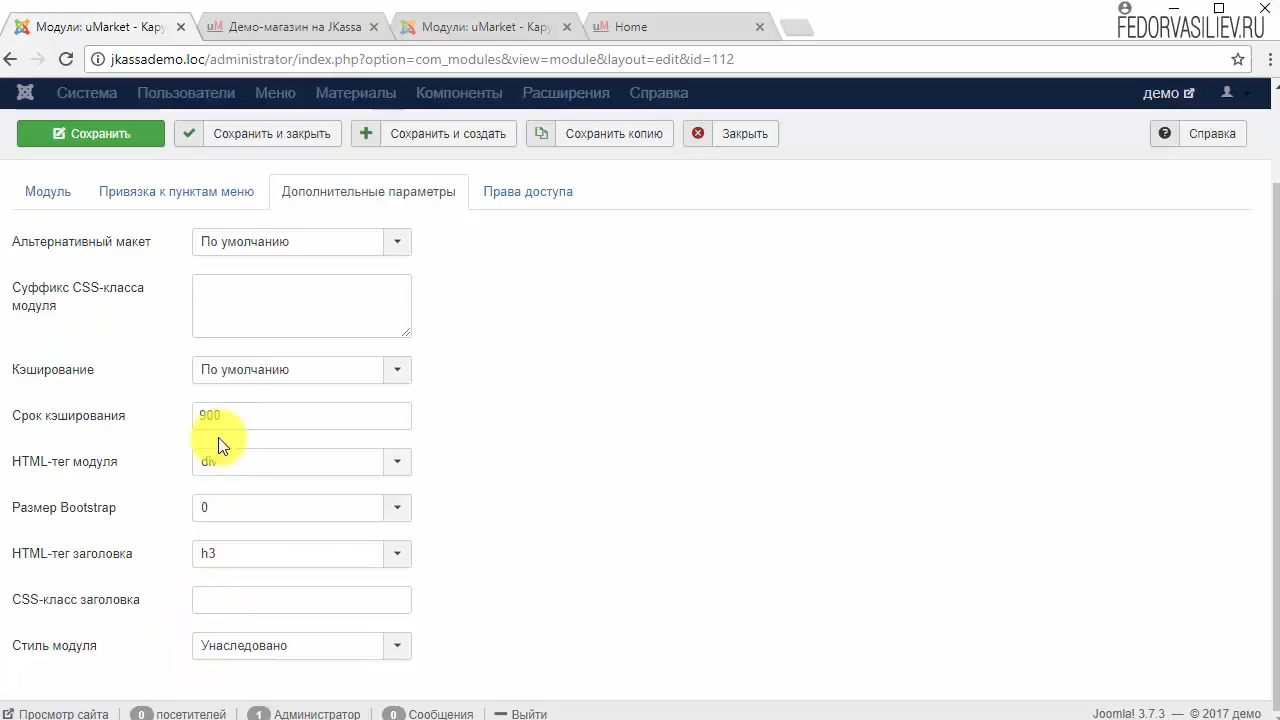 Модули: uMarket - Кару
Демо-магазин на JKassa
Модули: uMarket - Кару
uM Home
FEDORVASILIEV.RU
jkassademo.loc/administrator/index.php?option=com_modules&view=module&layout=edit&id=112
Система Пользователи Меню Материалы Компоненты Расширения Справка демо
Сохранить Сохранить и закрыть Сохранить и создать Сохранить копию Закрыть Справка
Модуль Привязка к пунктам меню Дополнительные параметры Права доступа
Альтернативный макет По умолчанию
Суффикс CSS-класса
модуля
Кэширование По умолчанию
Срок кэширования 900
HTML-тег модуля div
Размер Bootstrap 0
HTML-тег заголовка h3
CSS-класс заголовка
Стиль модуля Унаследовано
Просмотр сайта 0 посетителей 1 Администратор 0 Сообщения Выйти Joomla! 3.7.3 — © 2017 демо